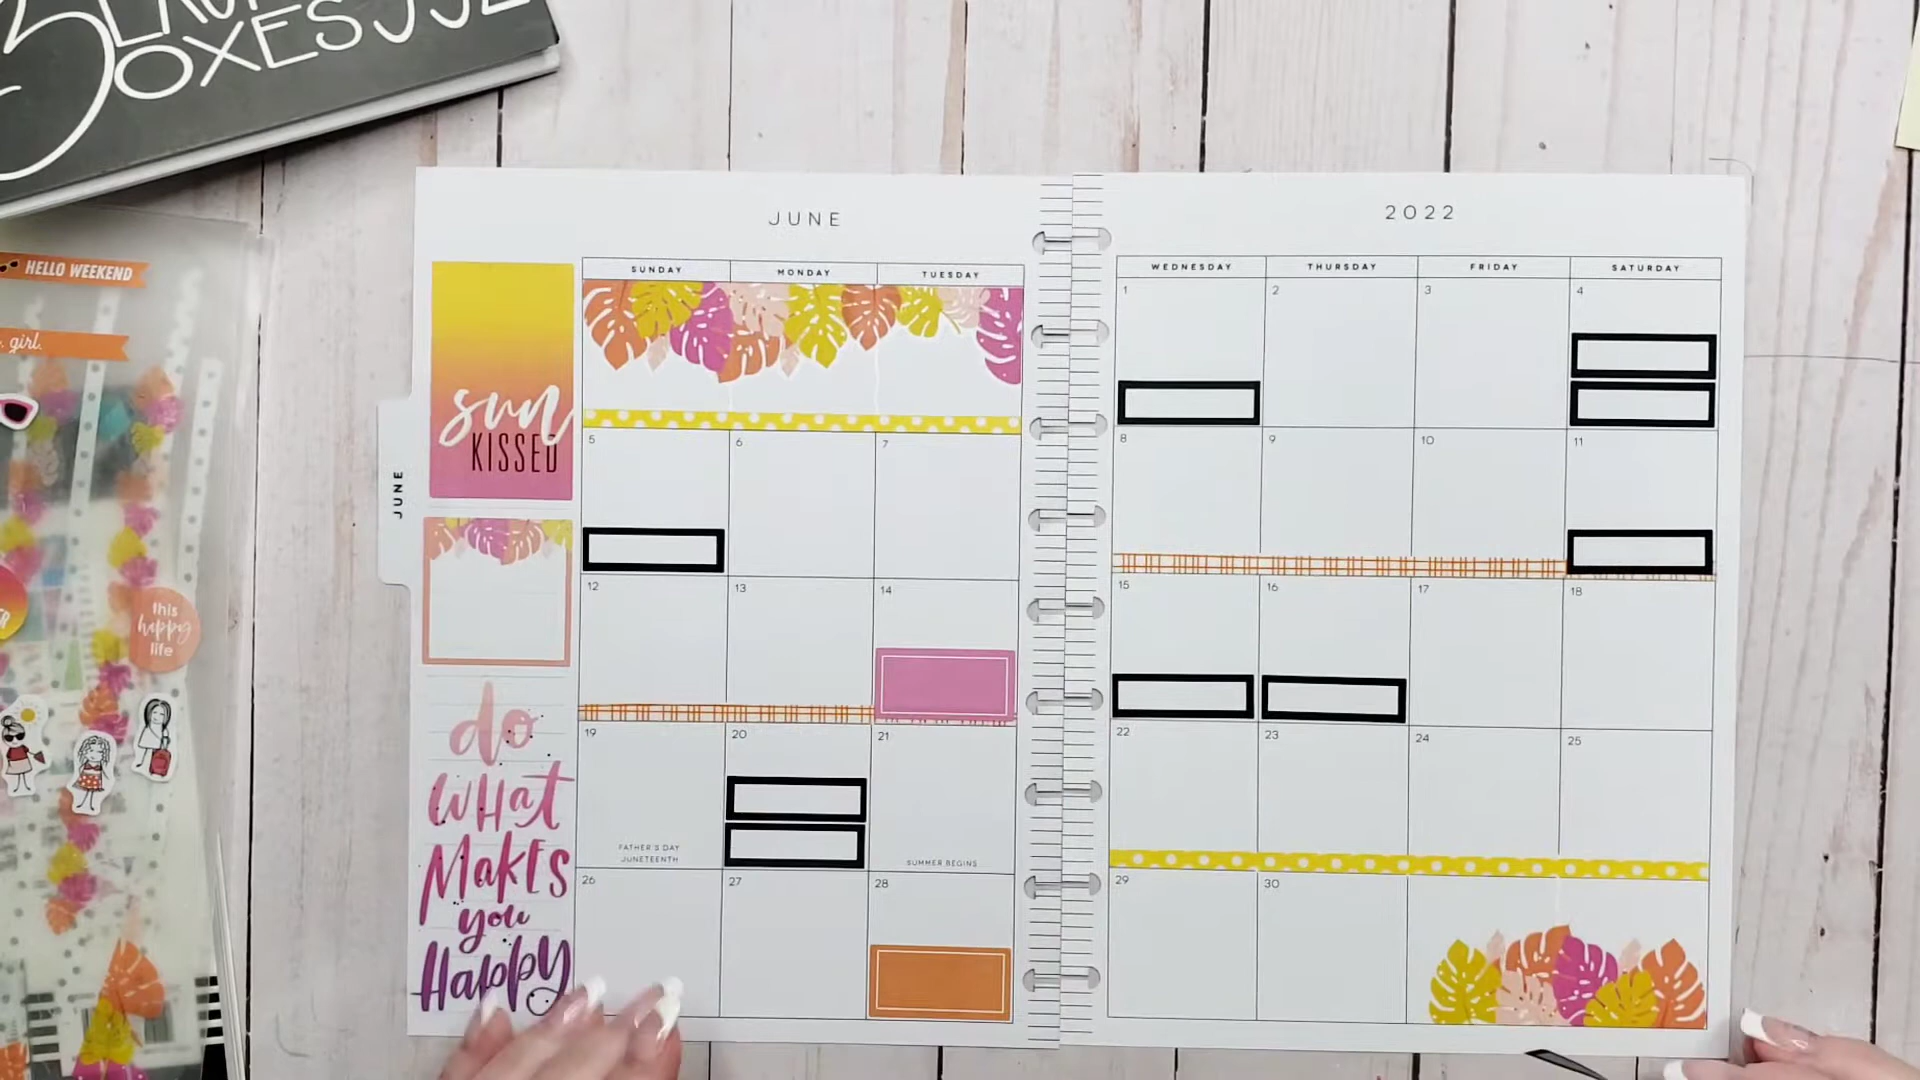 OXES
HELLO WEEKEND
girl.
this
happy
life
JUNE
2022
JUNE
SUNDAY MONDAY TUESDAY WEDNESDAY THURSDAY FRIDAY SATURDAY
sun
KISSED
1 2 3 4
5 6 7 8 9 10 11
12 13 14 15 16 17 18
19 20 21 22 23 24 25
FATHER'S DAY
JUNETEENTH
SUMMER BEGINS
26 27 28 29 30
do
WHAT
MAKES
you
HAPPY